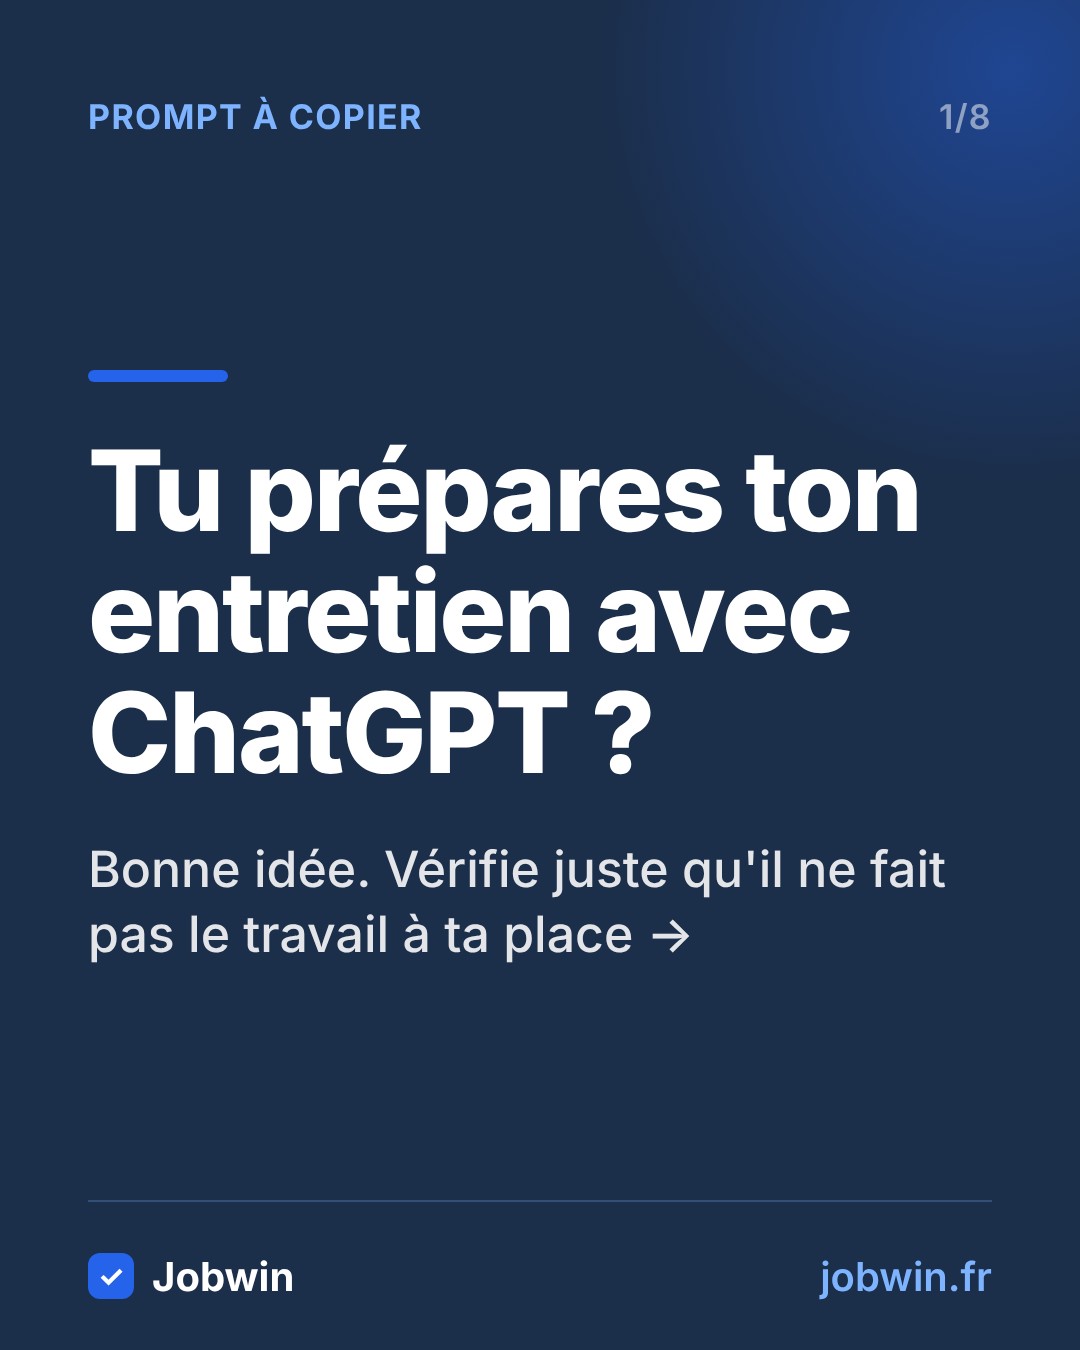 PROMPT À COPIER
1/8
Tu prépares ton
entretien avec
ChatGPT ?
Bonne idée. Vérifie juste qu'il ne fait
pas le travail à ta place →
Jobwin
jobwin.fr